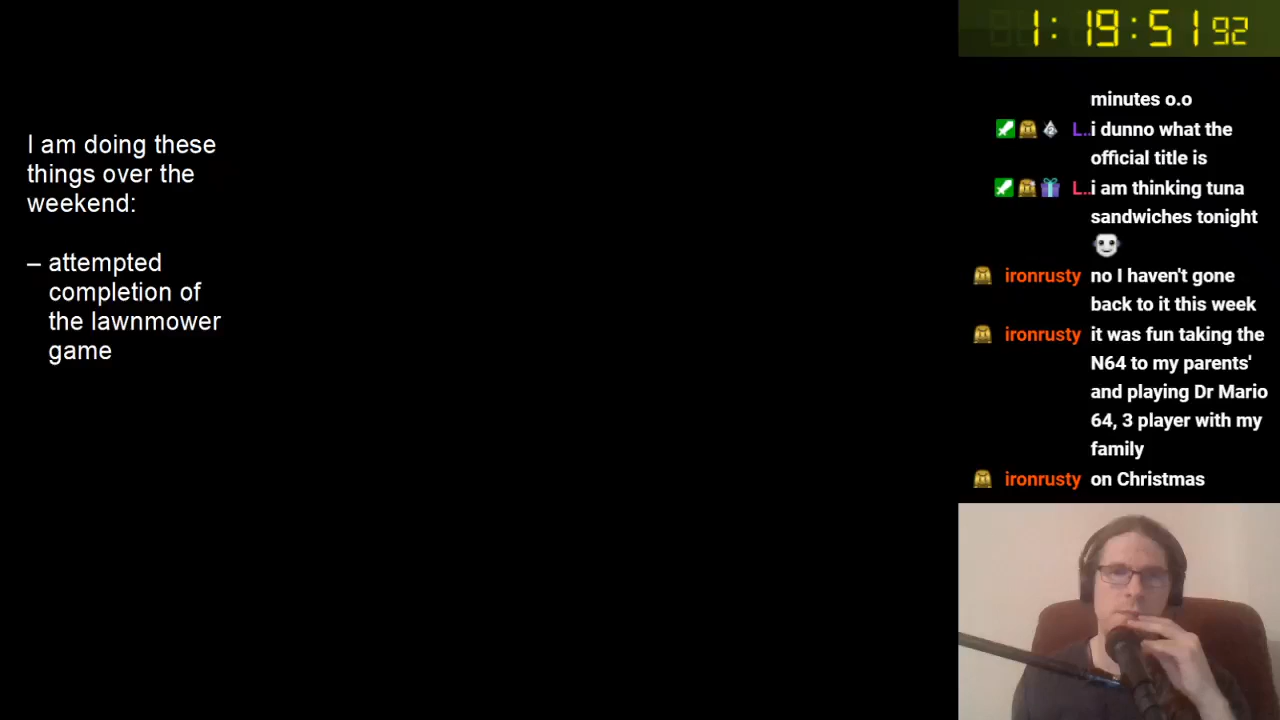 1:19:51 92
I am doing these
things over the
weekend:
– attempted
completion of
the lawnmower
game
minutes o.o
L..i dunno what the
official title is
L..i am thinking tuna
sandwiches tonight
ironrusty no I haven't gone
back to it this week
ironrusty it was fun taking the
N64 to my parents'
and playing Dr Mario
64, 3 player with my
family
ironrusty on Christmas